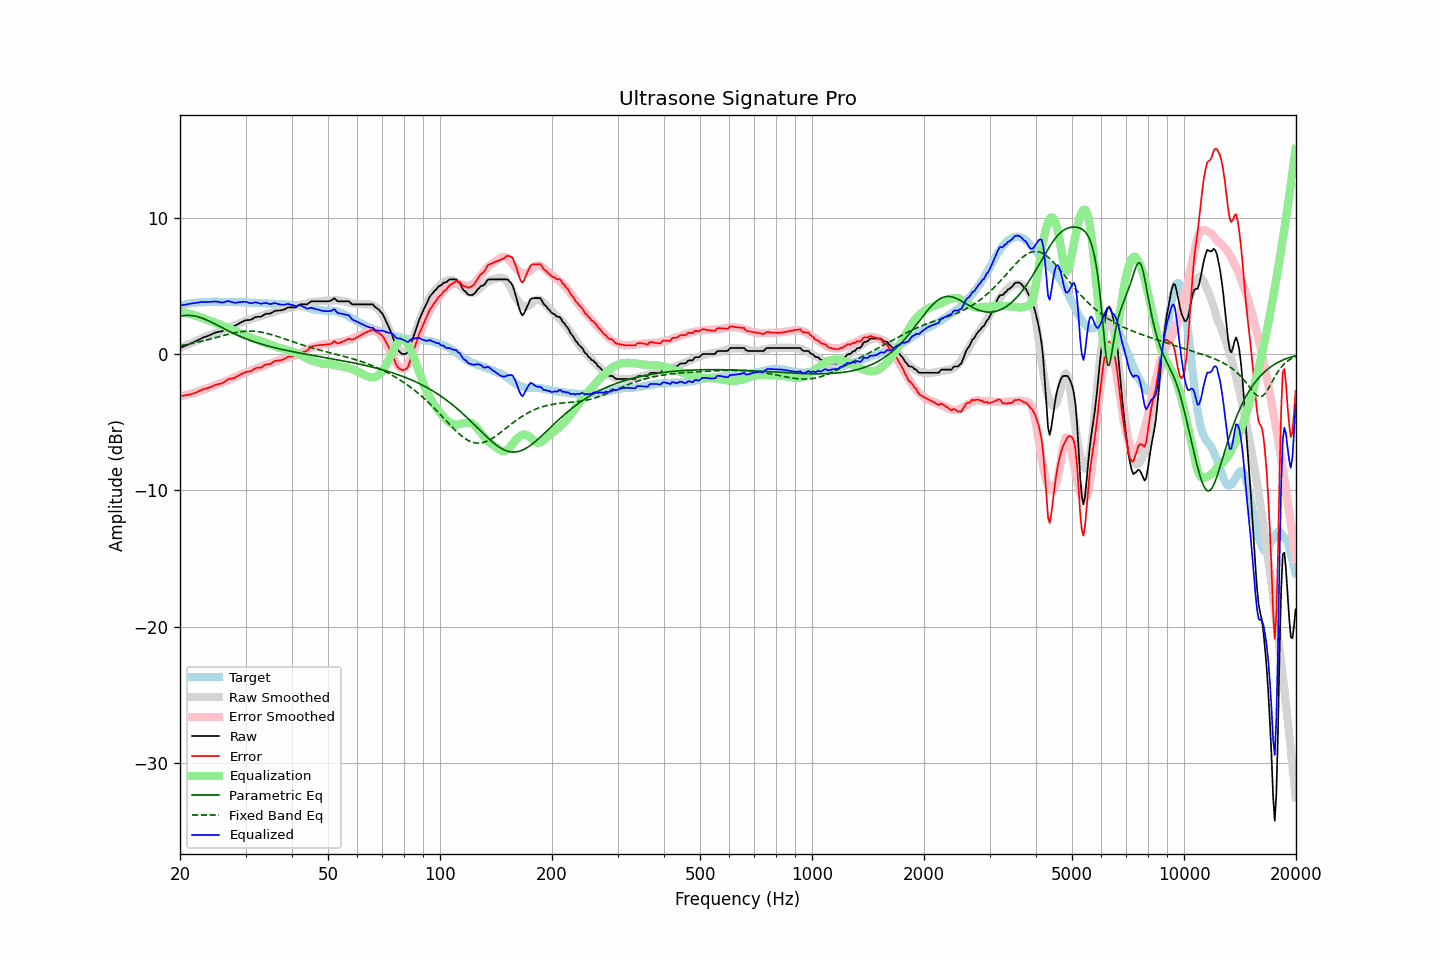 Ultrasone Signature Pro
Amplitude (dBr)
10
0
−10
−20
−30
Target
Raw Smoothed
Error Smoothed
Raw
Error
Equalization
Parametric Eq
Fixed Band Eq
Equalized
20 50 100 200 500 1000 2000 5000 10000 20000
Frequency (Hz)